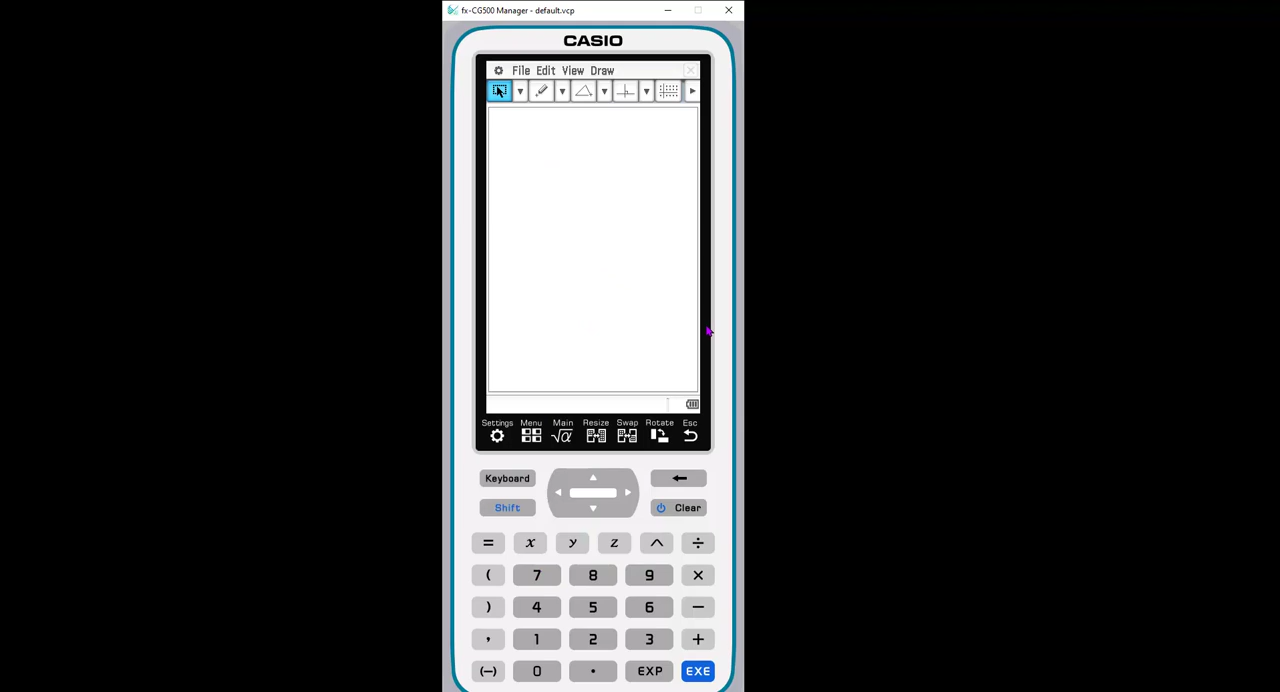 fx-CG500 Manager - default.vcp
CASIO
File Edit View Draw
Settings Menu Main Resize Swap Rotate Esc
√α
Keyboard
Shift Clear
= x y z ^ ÷
( 7 8 9 ×
) 4 5 6 −
, 1 2 3 +
(−) 0 . EXP EXE